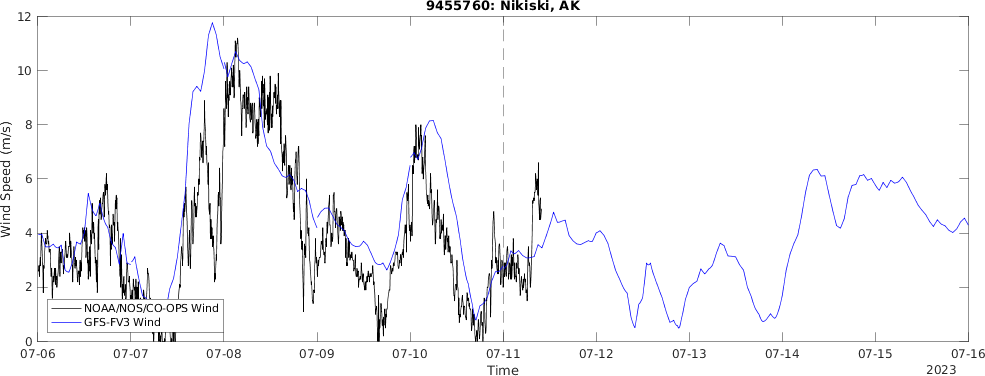 9455760: Nikiski, AK
Wind Speed (m/s)
12
10
8
6
4
2
0
NOAA/NOS/CO-OPS Wind
GFS-FV3 Wind
07-06 07-07 07-08 07-09 07-10 07-11 07-12 07-13 07-14 07-15 07-16
Time
2023